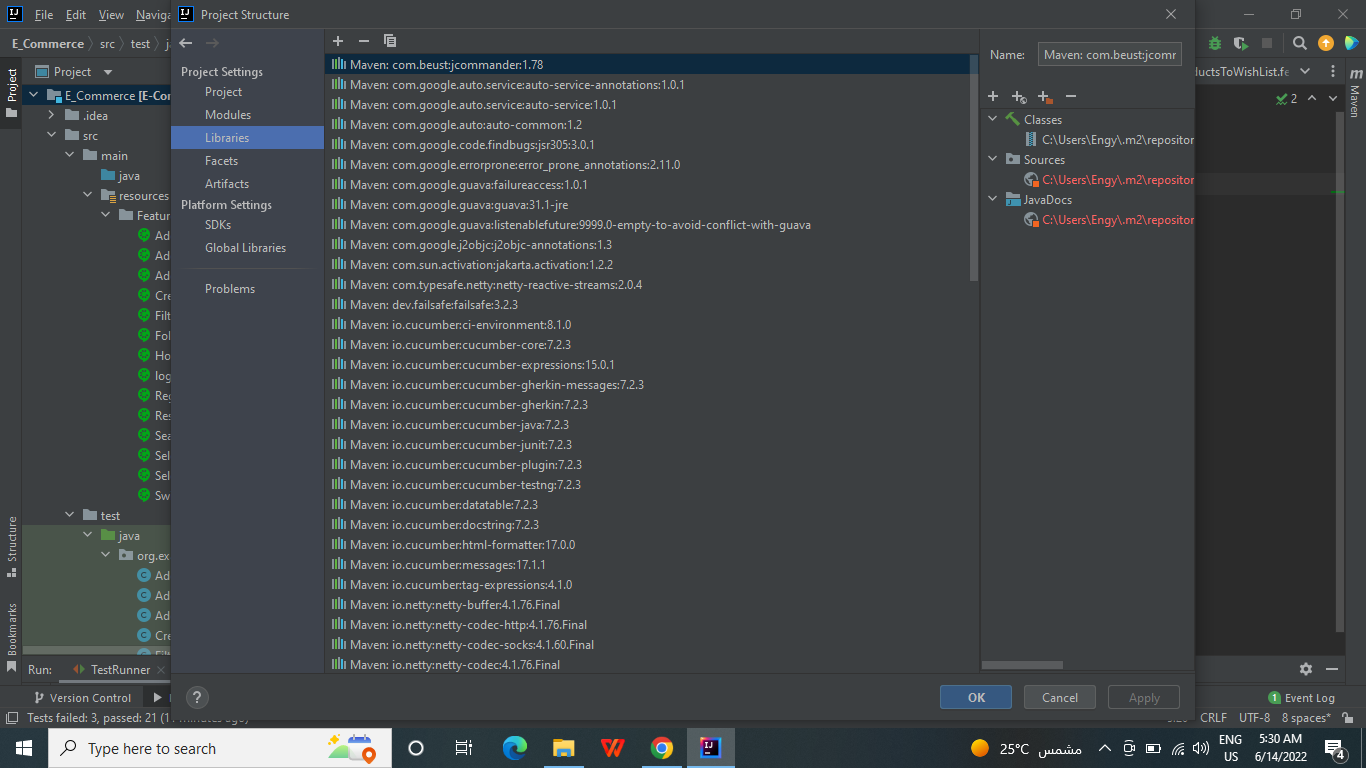 File Edit View Naviga
Project Structure
E_Commerce src test j
Project
E_Commerce [E-Cor
.idea
src
main
java
resources
Featur
Ad
Ad
Ad
Cre
Filt
Fol
Ho
log
Reg
Res
Sea
Sel
Sel
Sw
test
java
org.ex
Ad
Ad
Ad
Cre
Project
Structure
Bookmarks
Project Settings
Project
Modules
Libraries
Facets
Artifacts
Platform Settings
SDKs
Global Libraries
Problems
Maven: com.beust:jcommander:1.78
Maven: com.google.auto.service:auto-service-annotations:1.0.1
Maven: com.google.auto.service:auto-service:1.0.1
Maven: com.google.auto:auto-common:1.2
Maven: com.google.code.findbugs:jsr305:3.0.1
Maven: com.google.errorprone:error_prone_annotations:2.11.0
Maven: com.google.guava:failureaccess:1.0.1
Maven: com.google.guava:guava:31.1-jre
Maven: com.google.guava:listenablefuture:9999.0-empty-to-avoid-conflict-with-guava
Maven: com.google.j2objc:j2objc-annotations:1.3
Maven: com.sun.activation:jakarta.activation:1.2.2
Maven: com.typesafe.netty:netty-reactive-streams:2.0.4
Maven: dev.failsafe:failsafe:3.2.3
Maven: io.cucumber:ci-environment:8.1.0
Maven: io.cucumber:cucumber-core:7.2.3
Maven: io.cucumber:cucumber-expressions:15.0.1
Maven: io.cucumber:cucumber-gherkin-messages:7.2.3
Maven: io.cucumber:cucumber-gherkin:7.2.3
Maven: io.cucumber:cucumber-java:7.2.3
Maven: io.cucumber:cucumber-junit:7.2.3
Maven: io.cucumber:cucumber-plugin:7.2.3
Maven: io.cucumber:cucumber-testng:7.2.3
Maven: io.cucumber:datatable:7.2.3
Maven: io.cucumber:docstring:7.2.3
Maven: io.cucumber:html-formatter:17.0.0
Maven: io.cucumber:messages:17.1.1
Maven: io.cucumber:tag-expressions:4.1.0
Maven: io.netty:netty-buffer:4.1.76.Final
Maven: io.netty:netty-codec-http:4.1.76.Final
Maven: io.netty:netty-codec-socks:4.1.60.Final
Maven: io.netty:netty-codec:4.1.76.Final
Name: Maven: com.beust:jcomr
Classes
C:\Users\Engy\.m2\repositor
Sources
C:\Users\Engy\.m2\repositor
JavaDocs
C:\Users\Engy\.m2\repositor
uctsToWishList.fe
2
m
Maven
Run: TestRunner
Version Control
OK Cancel Apply
? 
1 Event Log
Tests failed: 3, passed: 21 (11 minutes ago)
CRLF UTF-8 8 spaces*
Type here to search
25°C مشمس
ENG
US
5:30 AM
6/14/2022
4